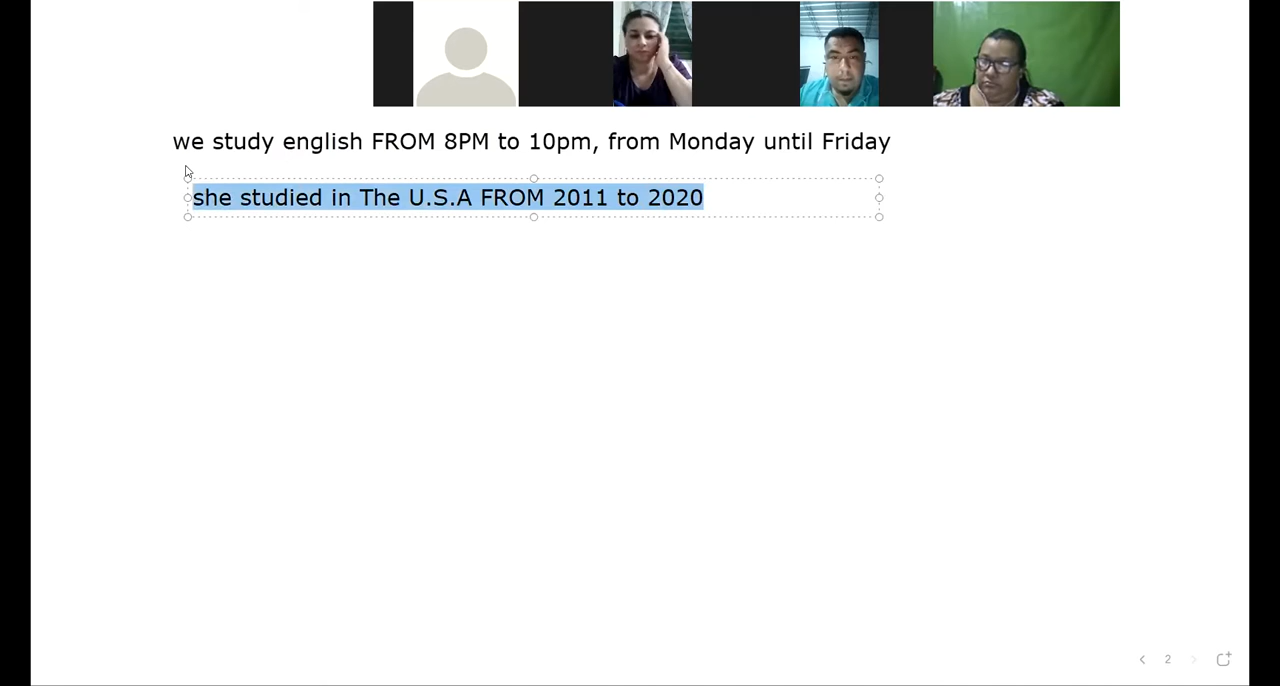 we study english FROM 8PM to 10pm, from Monday until Friday
she studied in The U.S.A FROM 2011 to 2020
2